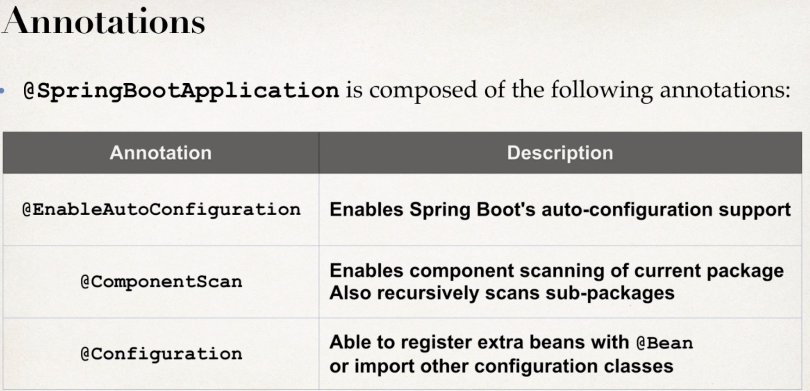 Annotations
• @SpringBootApplication is composed of the following annotations:
Annotation Description
@EnableAutoConfiguration Enables Spring Boot's auto-configuration support
@ComponentScan Enables component scanning of current package
Also recursively scans sub-packages
@Configuration Able to register extra beans with @Bean
or import other configuration classes